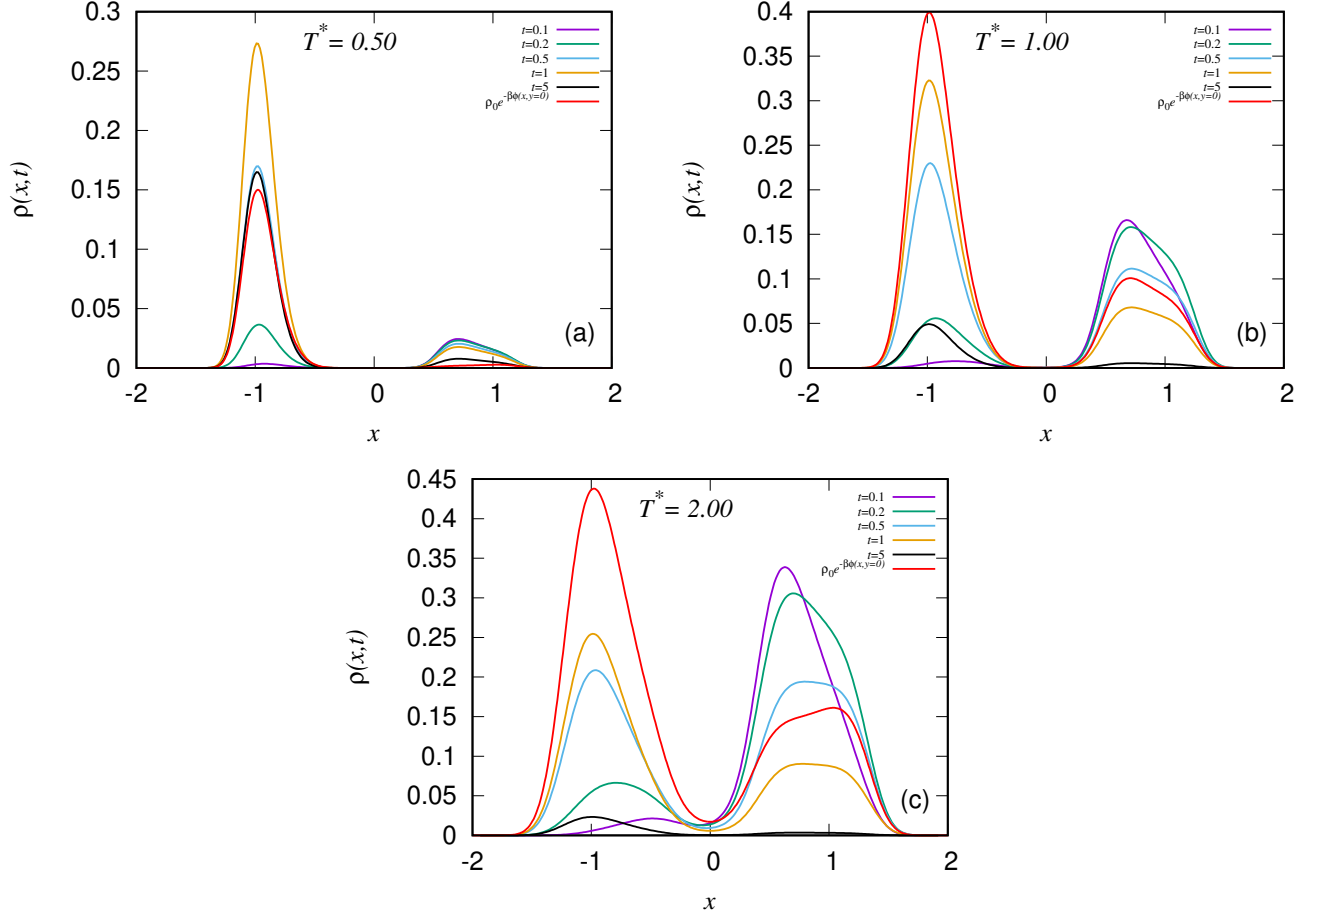 T* = 0.50
t=0.1
t=0.2
t=0.5
t=1
t=5
ρ₀e^{-βϕ(x,y=0)}
0.3
0.25
0.2
0.15
0.1
0.05
0
ρ(x,t)
(a)
-2 -1 0 1 2
x
T* = 1.00
t=0.1
t=0.2
t=0.5
t=1
t=5
ρ₀e^{-βϕ(x,y=0)}
0.4
0.35
0.3
0.25
0.2
0.15
0.1
0.05
0
ρ(x,t)
(b)
-2 -1 0 1 2
x
T* = 2.00
t=0.1
t=0.2
t=0.5
t=1
t=5
ρ₀e^{-βϕ(x,y=0)}
0.45
0.4
0.35
0.3
0.25
0.2
0.15
0.1
0.05
0
ρ(x,t)
(c)
-2 -1 0 1 2
x